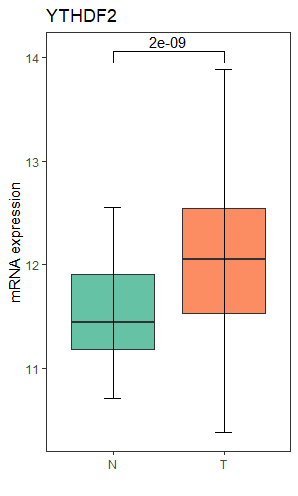 YTHDF2
2e-09
14
13
12
11
mRNA expression
N T